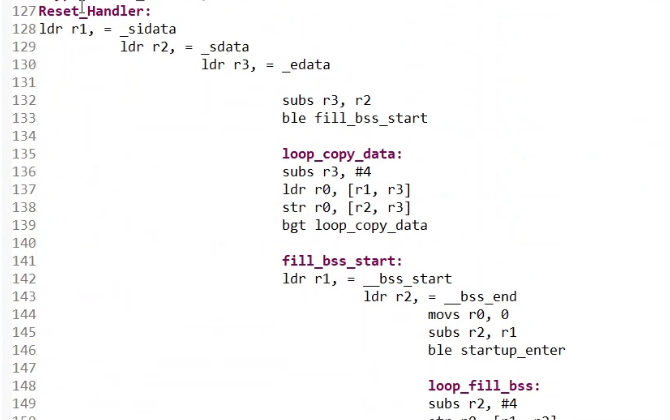 127 Reset_Handler:
128 ldr r1, = _sidata
129 ldr r2, = _sdata
130 ldr r3, = _edata
131
132 subs r3, r2
133 ble fill_bss_start
134
135 loop_copy_data:
136 subs r3, #4
137 ldr r0, [r1, r3]
138 str r0, [r2, r3]
139 bgt loop_copy_data
140
141 fill_bss_start:
142 ldr r1, = __bss_start
143 ldr r2, = __bss_end
144 movs r0, 0
145 subs r2, r1
146 ble startup_enter
147
148 loop_fill_bss:
149 subs r2, #4